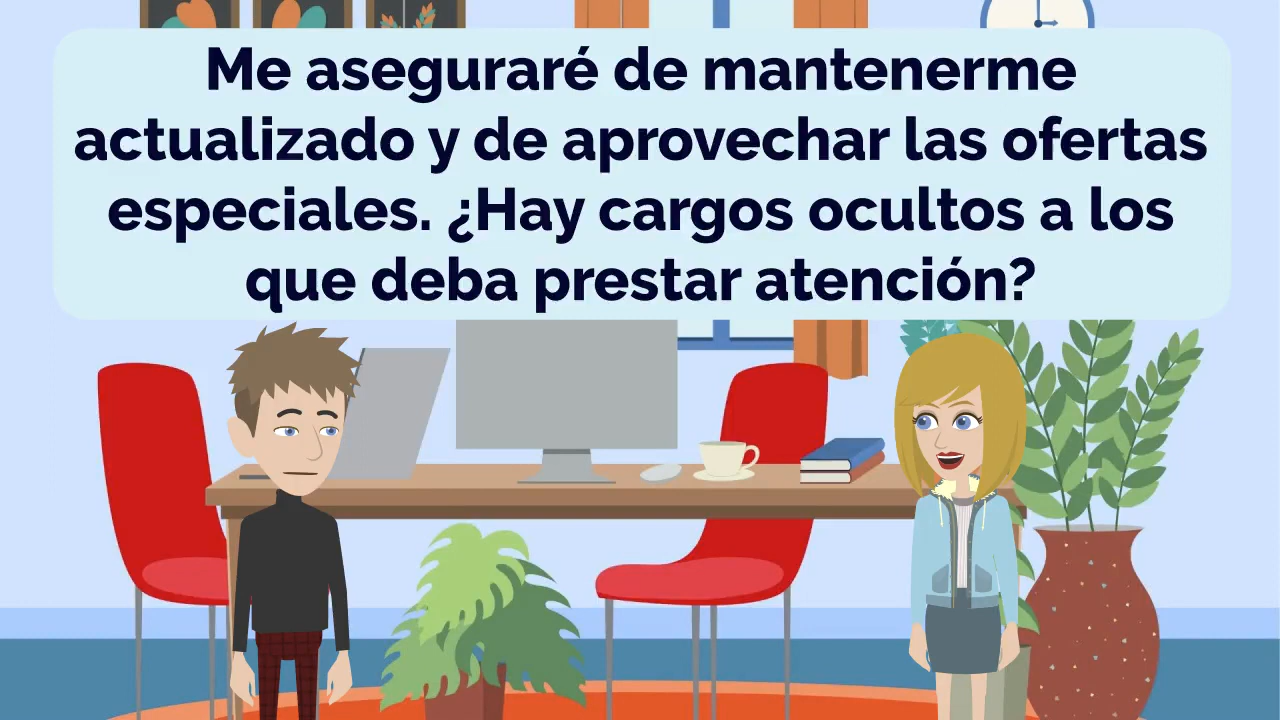 Me aseguraré de mantenerme
actualizado y de aprovechar las ofertas
especiales. ¿Hay cargos ocultos a los
que deba prestar atención?